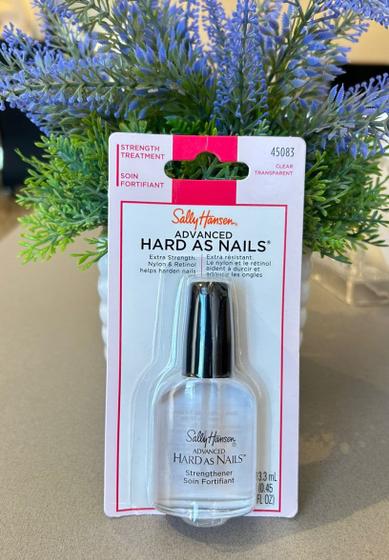 STRENGTH
TREATMENT
SOIN
FORTIFIANT
45083
CLEAR
TRANSPARENT
Sally Hansen
ADVANCED
HARD AS NAILS®
Extra Strength.
Nylon & Retinol
helps harden nails
Extra résistant.
Le nylon et le rétinol
aident à durcir et
les ongles
Sally Hansen
ADVANCED
HARD AS NAILS™
Strengthener
Soin Fortifiant
13.3 mL
(0.45
FL OZ)